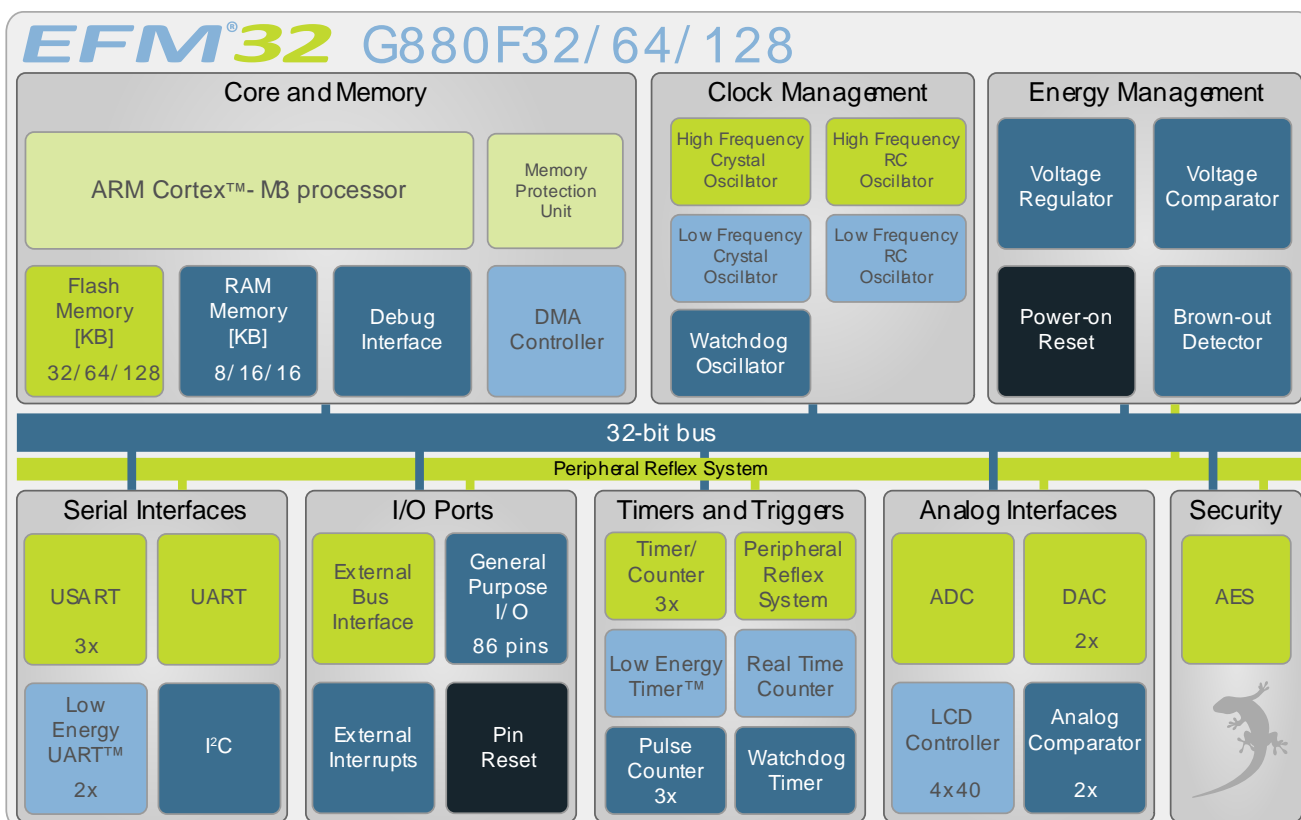 EFM®32 G880F32/64/128
Core and Memory
ARM Cortex™-M3 processor
Memory
Protection
Unit
Flash
Memory
[KB]
32/64/128
RAM
Memory
[KB]
8/16/16
Debug
Interface
DMA
Controller
Clock Management
High Frequency
Crystal
Oscillator
High Frequency
RC
Oscillator
Low Frequency
Crystal
Oscillator
Low Frequency
RC
Oscillator
Watchdog
Oscillator
Energy Management
Voltage
Regulator
Voltage
Comparator
Power-on
Reset
Brown-out
Detector
32-bit bus
Peripheral Reflex System
Serial Interfaces
USART
3x
UART
Low
Energy
UART™
2x
I²C
I/O Ports
External
Bus
Interface
General
Purpose
I/O
86 pins
External
Interrupts
Pin
Reset
Timers and Triggers
Timer/
Counter
3x
Peripheral
Reflex
System
Low Energy
Timer™
Real Time
Counter
Pulse
Counter
3x
Watchdog
Timer
Analog Interfaces
ADC
DAC
2x
LCD
Controller
4x40
Analog
Comparator
2x
Security
AES